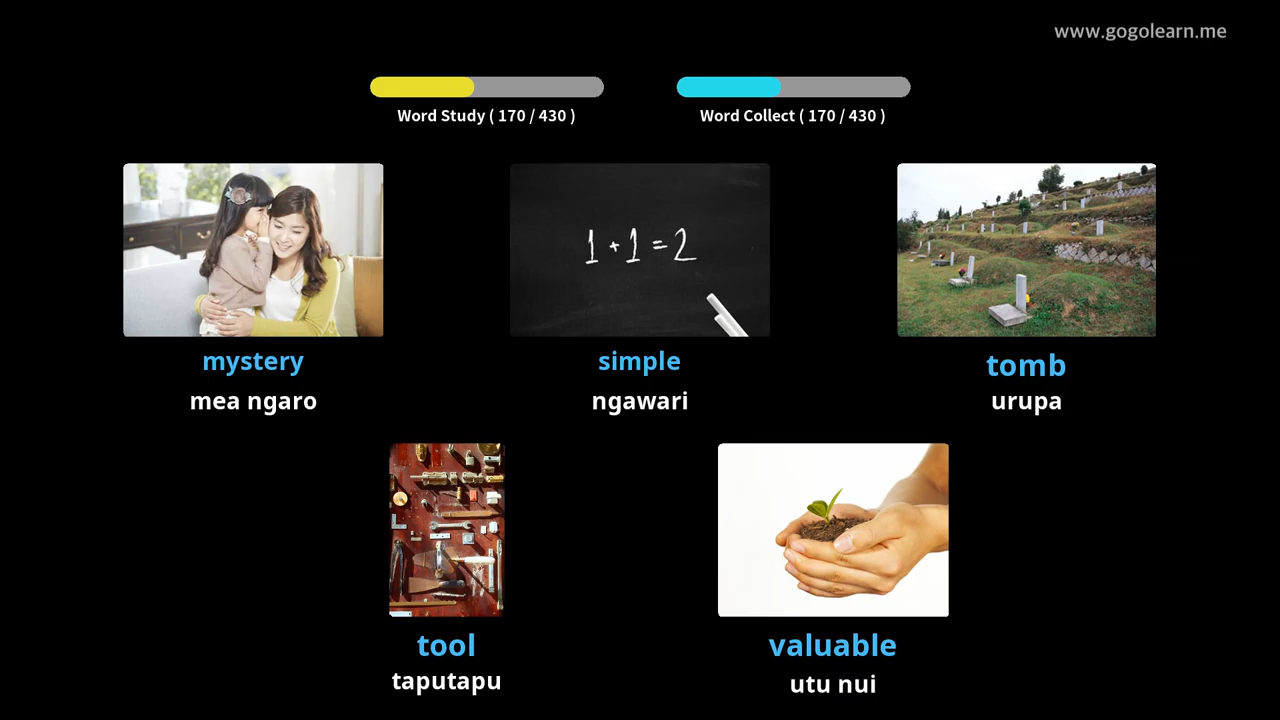 www.gogolearn.me
Word Study ( 170 / 430 )
Word Collect ( 170 / 430 )
1 + 1 = 2
mystery
simple
tomb
mea ngaro
ngawari
urupa
tool
valuable
taputapu
utu nui